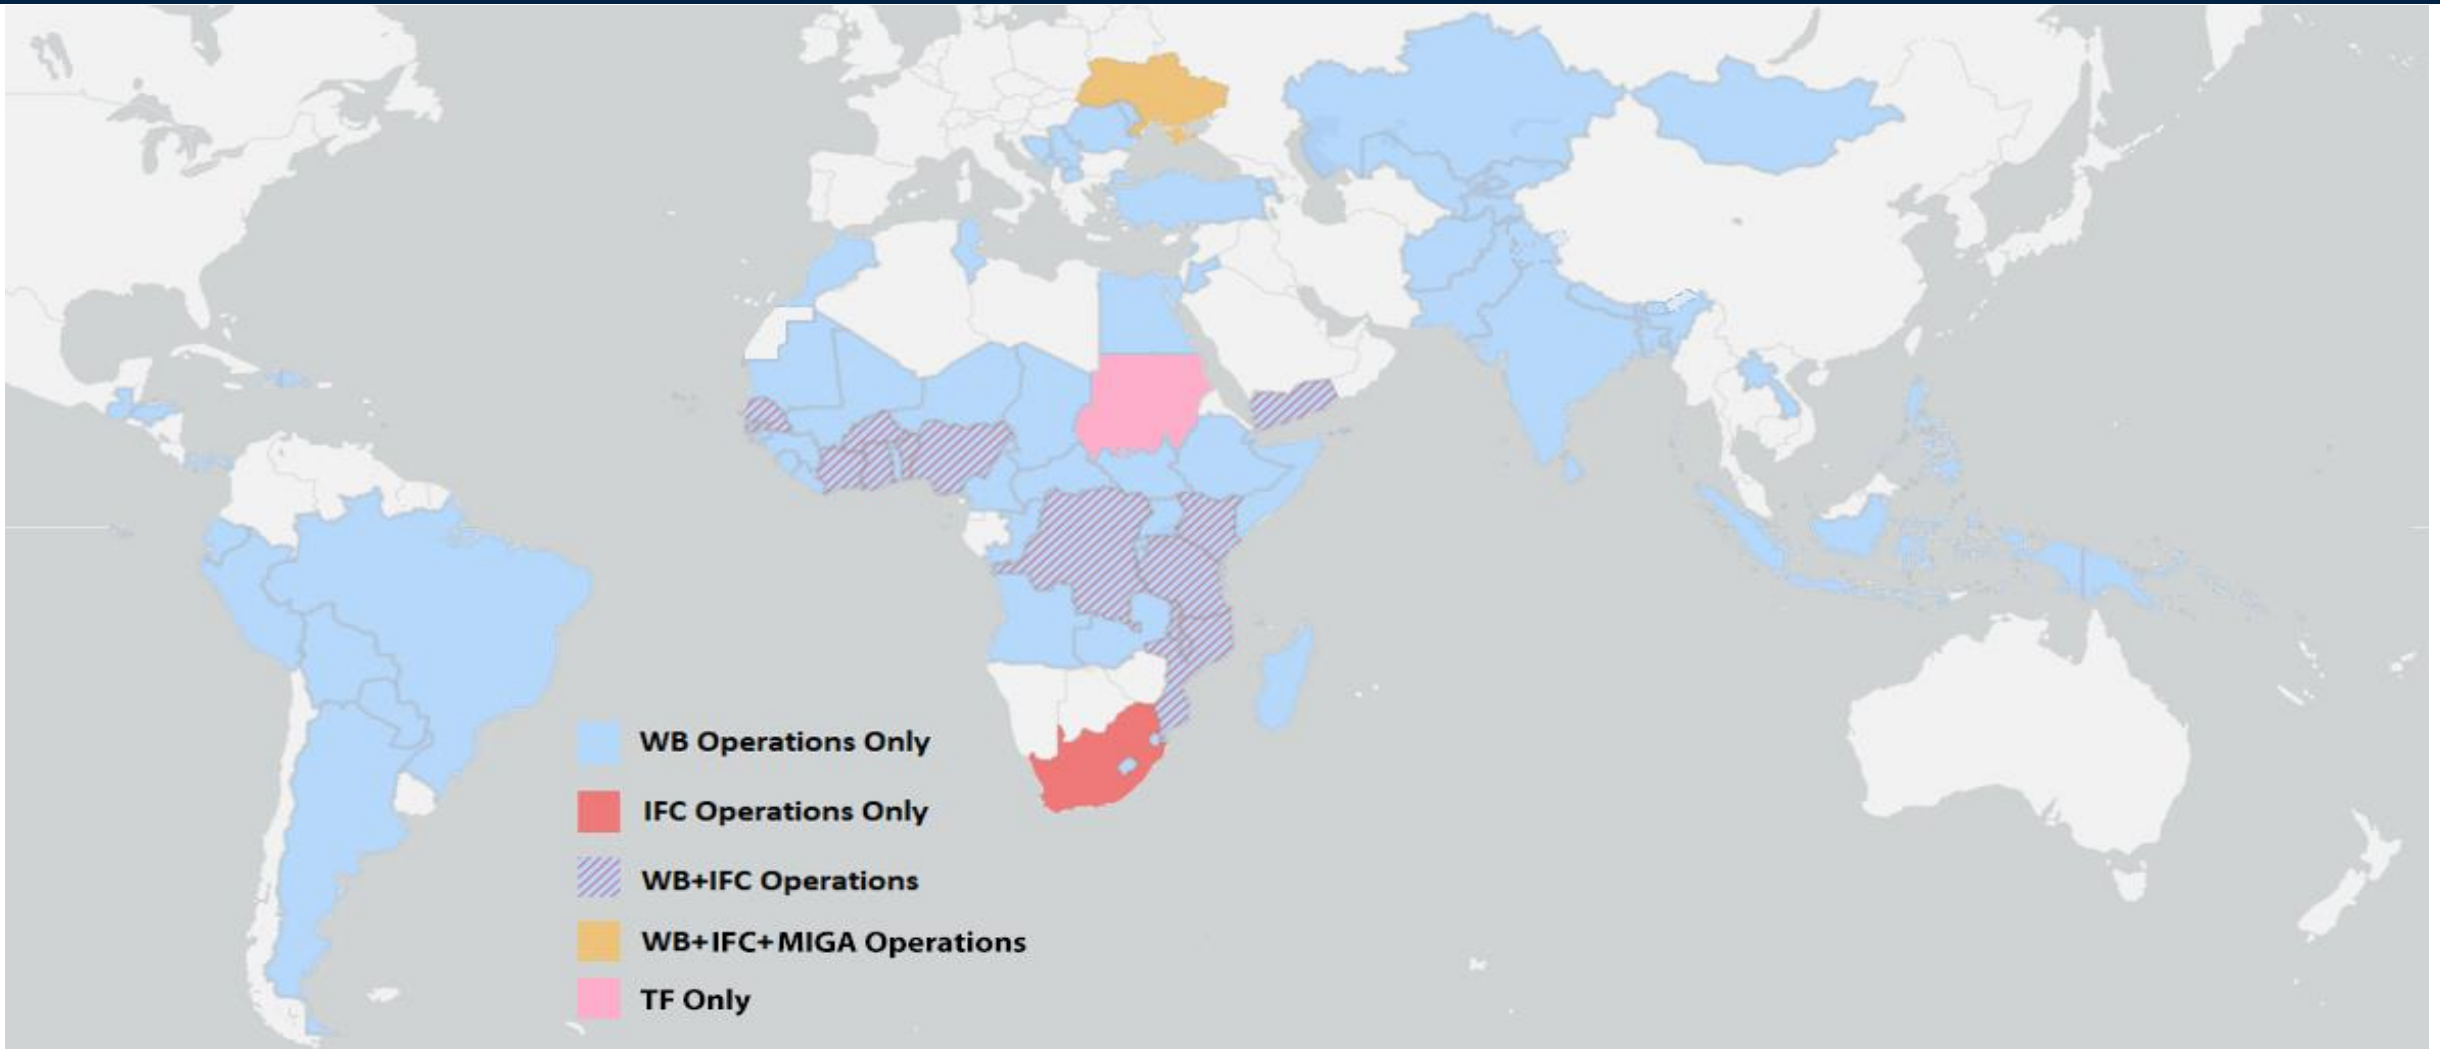 WB Operations Only
IFC Operations Only
WB+IFC Operations
WB+IFC+MIGA Operations
TF Only